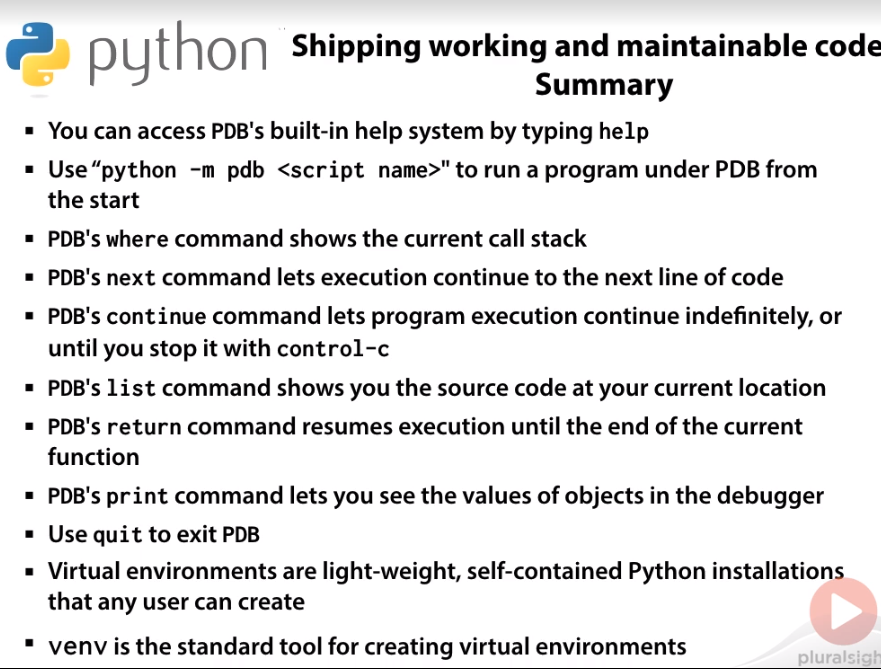 python
Shipping working and maintainable code
Summary
▪ You can access PDB's built-in help system by typing help
▪ Use “python -m pdb <script name>" to run a program under PDB from
the start
▪ PDB's where command shows the current call stack
▪ PDB's next command lets execution continue to the next line of code
▪ PDB's continue command lets program execution continue indefinitely, or
until you stop it with control-c
▪ PDB's list command shows you the source code at your current location
▪ PDB's return command resumes execution until the end of the current
function
▪ PDB's print command lets you see the values of objects in the debugger
▪ Use quit to exit PDB
▪ Virtual environments are light-weight, self-contained Python installations
that any user can create
▪ venv is the standard tool for creating virtual environments
pluralsigh